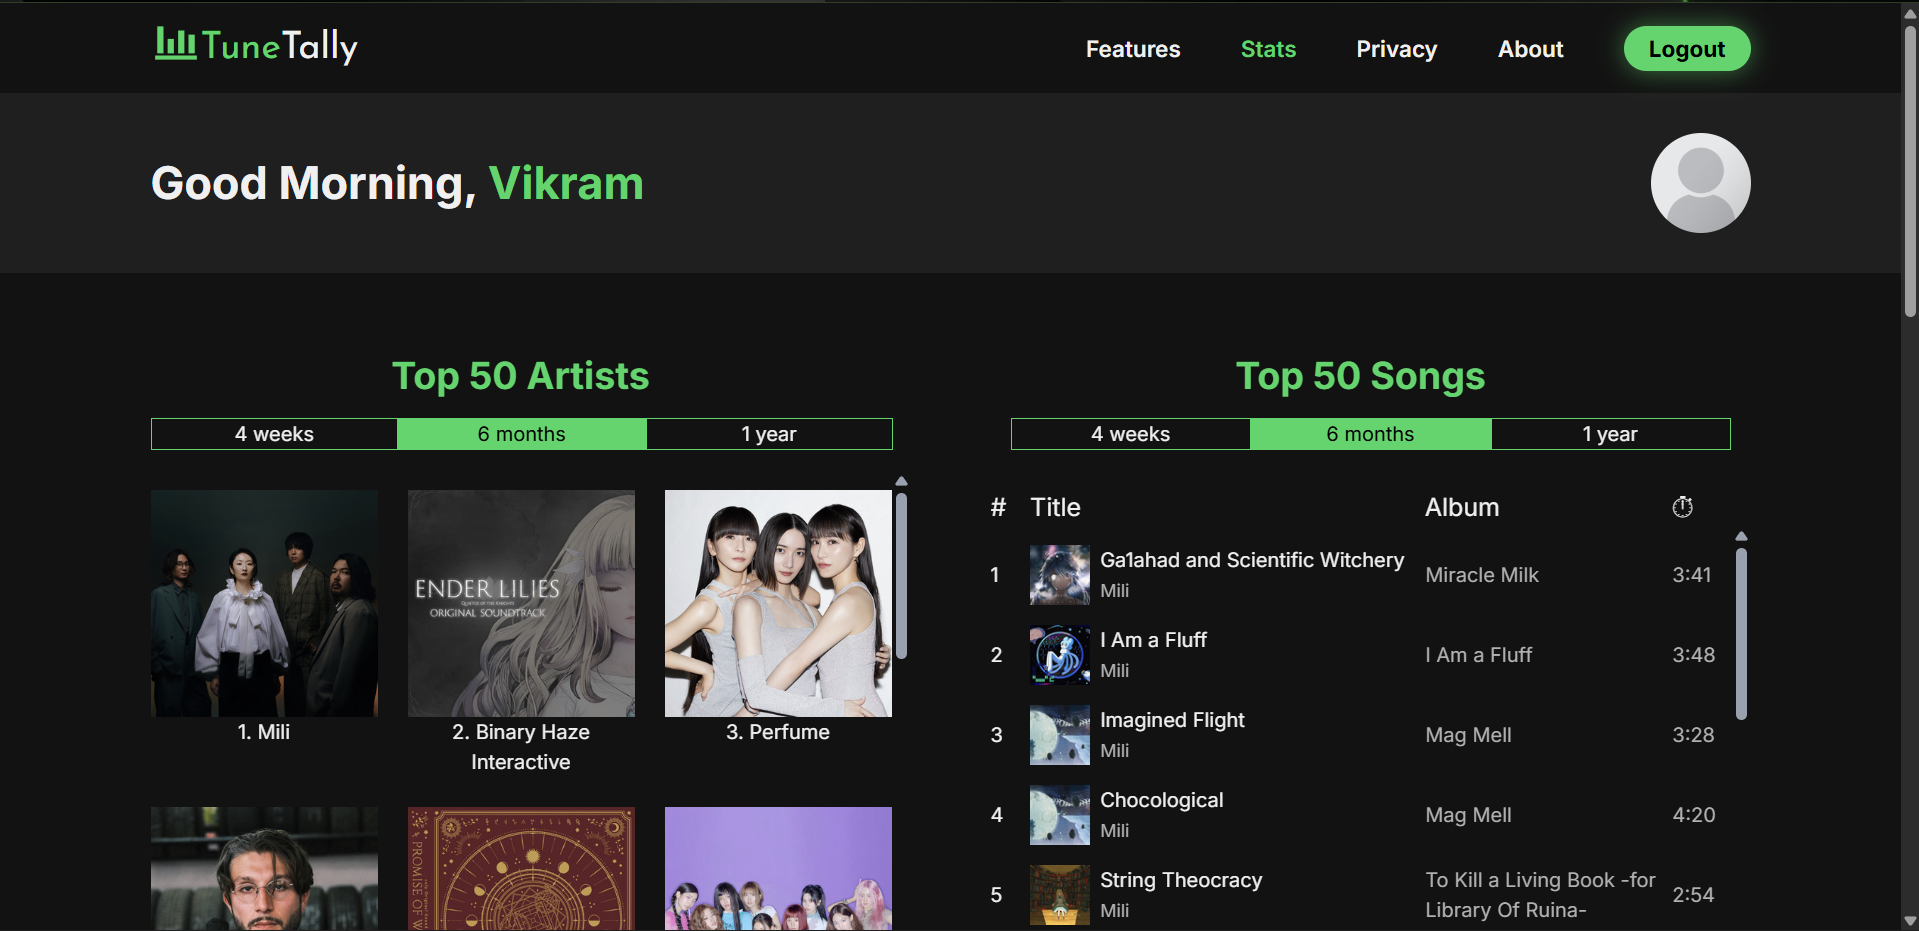 TuneTally
Features
Stats
Privacy
About
Logout
Good Morning, Vikram
Top 50 Artists
4 weeks
6 months
1 year
ENDER LILIES
QUIETUS OF THE KNIGHTS
ORIGINAL SOUNDTRACK
1. Mili
2. Binary Haze
Interactive
3. Perfume
PROMISE OF
Top 50 Songs
4 weeks
6 months
1 year
# Title Album
1 Ga1ahad and Scientific Witchery
Mili
Miracle Milk 3:41
2 I Am a Fluff
Mili
I Am a Fluff 3:48
3 Imagined Flight
Mili
Mag Mell 3:28
4 Chocological
Mili
Mag Mell 4:20
5 String Theocracy
Mili
To Kill a Living Book -for
Library Of Ruina-
2:54